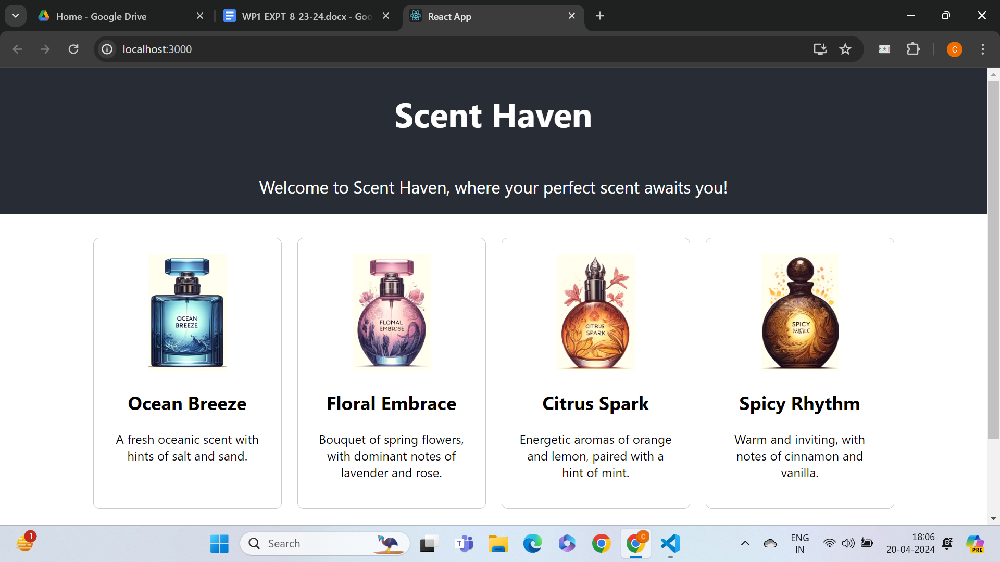 Home - Google Drive
WP1_EXPT_8_23-24.docx - Goo
React App
localhost:3000
C
Scent Haven
Welcome to Scent Haven, where your perfect scent awaits you!
OCEAN
BREEZE
FLONAL
EMBROSE
CITRUS
SPARK
SPICY
Ocean Breeze
Floral Embrace
Citrus Spark
Spicy Rhythm
A fresh oceanic scent with
hints of salt and sand.
Bouquet of spring flowers,
with dominant notes of
lavender and rose.
Energetic aromas of orange
and lemon, paired with a
hint of mint.
Warm and inviting, with
notes of cinnamon and
vanilla.
1
Search
T
C
ENG
IN
18:06
20-04-2024
PRE